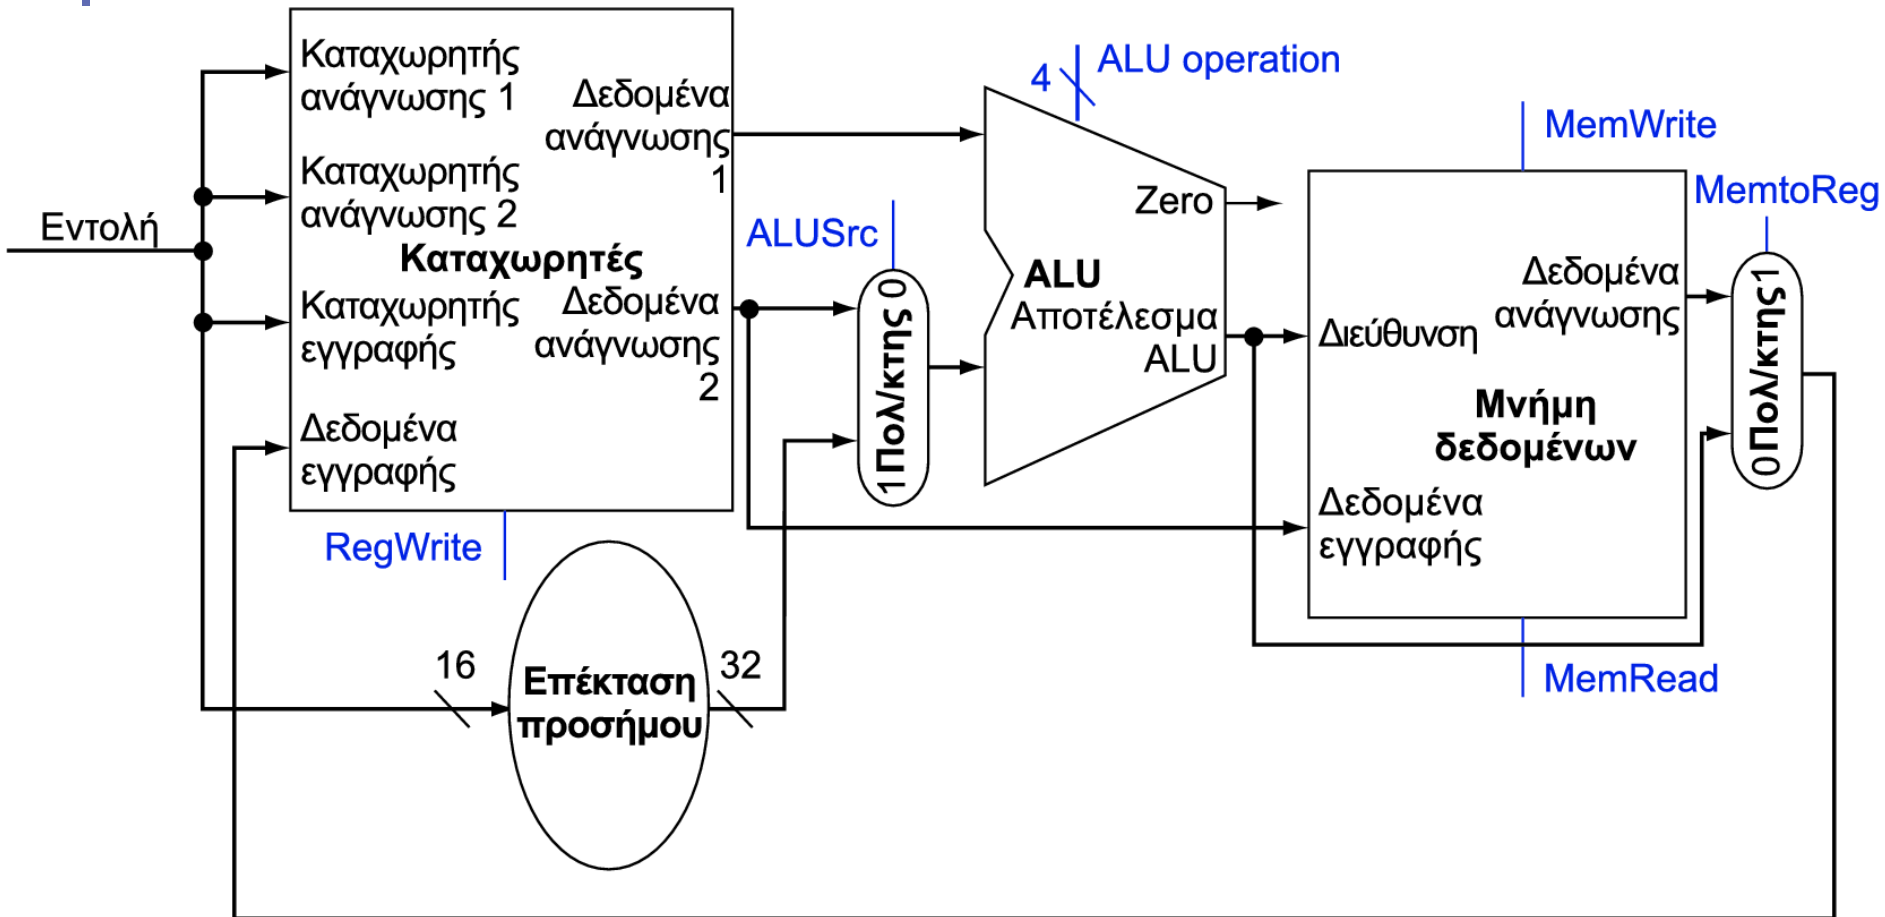 Εντολή
Καταχωρητής
ανάγνωσης 1
Καταχωρητής
ανάγνωσης 2
Καταχωρητές
Καταχωρητής
εγγραφής
Δεδομένα
εγγραφής
Δεδομένα
ανάγνωσης
1
Δεδομένα
ανάγνωσης
2
RegWrite
16
Επέκταση
προσήμου
32
ALUSrc
1 Πολ/κτης 0
4
ALU operation
Zero
ALU
Αποτέλεσμα
ALU
MemWrite
Διεύθυνση
Δεδομένα
ανάγνωσης
Μνήμη
δεδομένων
Δεδομένα
εγγραφής
MemRead
MemtoReg
0 Πολ/κτης 1